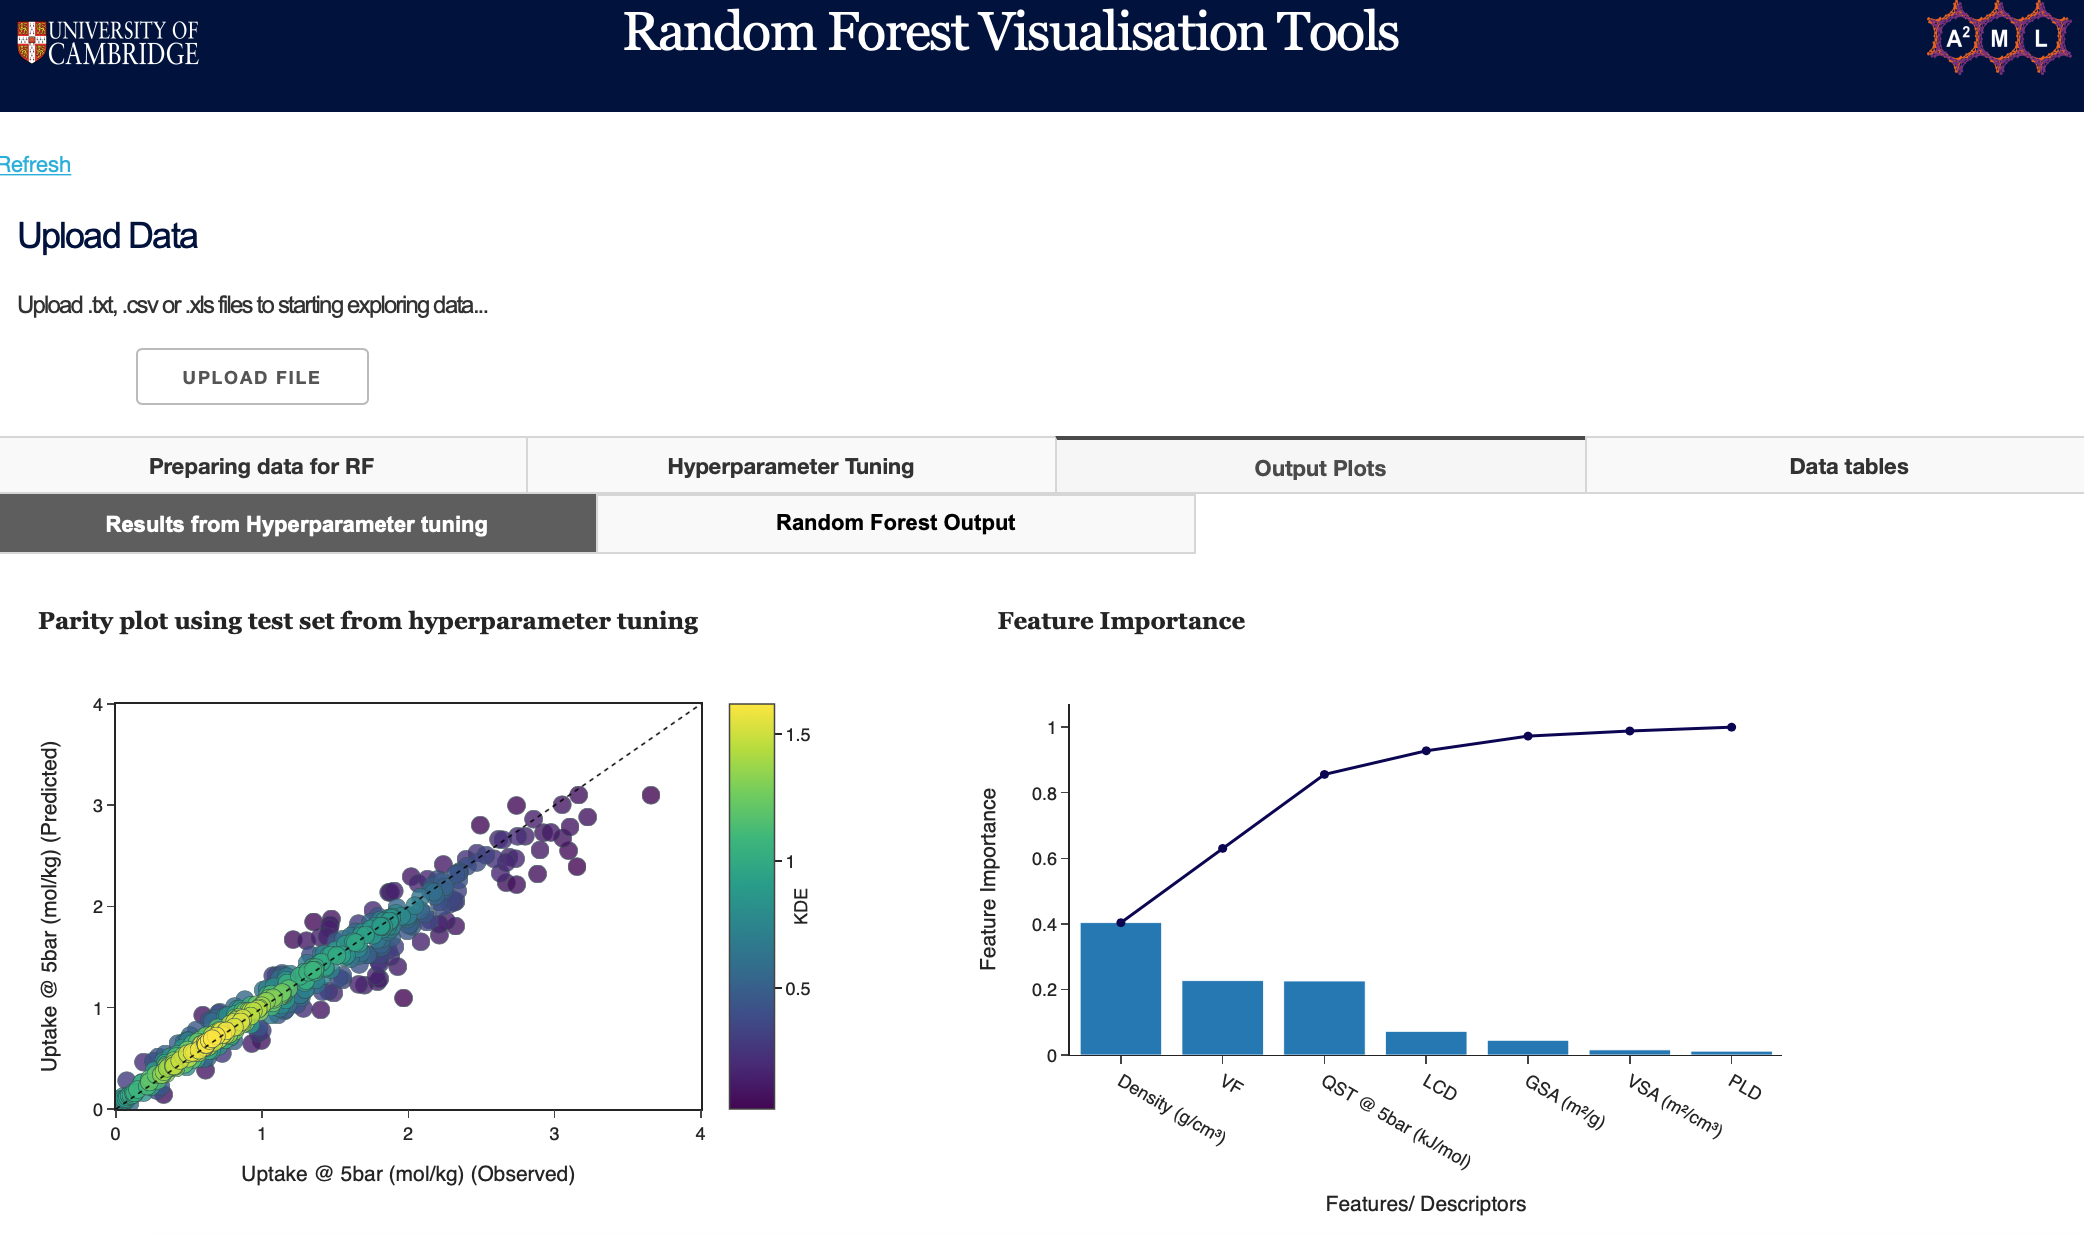 UNIVERSITY OF
CAMBRIDGE
Random Forest Visualisation Tools
A² M L
Refresh
Upload Data
Upload .txt, .csv or .xls files to starting exploring data...
UPLOAD FILE
Preparing data for RF
Hyperparameter Tuning
Output Plots
Data tables
Results from Hyperparameter tuning
Random Forest Output
Parity plot using test set from hyperparameter tuning
Uptake @ 5bar (mol/kg) (Predicted)
4
3
2
1
0
0 1 2 3 4
Uptake @ 5bar (mol/kg) (Observed)
1.5
1
0.5
KDE
Feature Importance
Feature Importance
1
0.8
0.6
0.4
0.2
0
Density (g/cm³)
VF
QST @ 5bar (kJ/mol)
LCD
GSA (m²/g)
VSA (m²/cm³)
PLD
Features/ Descriptors